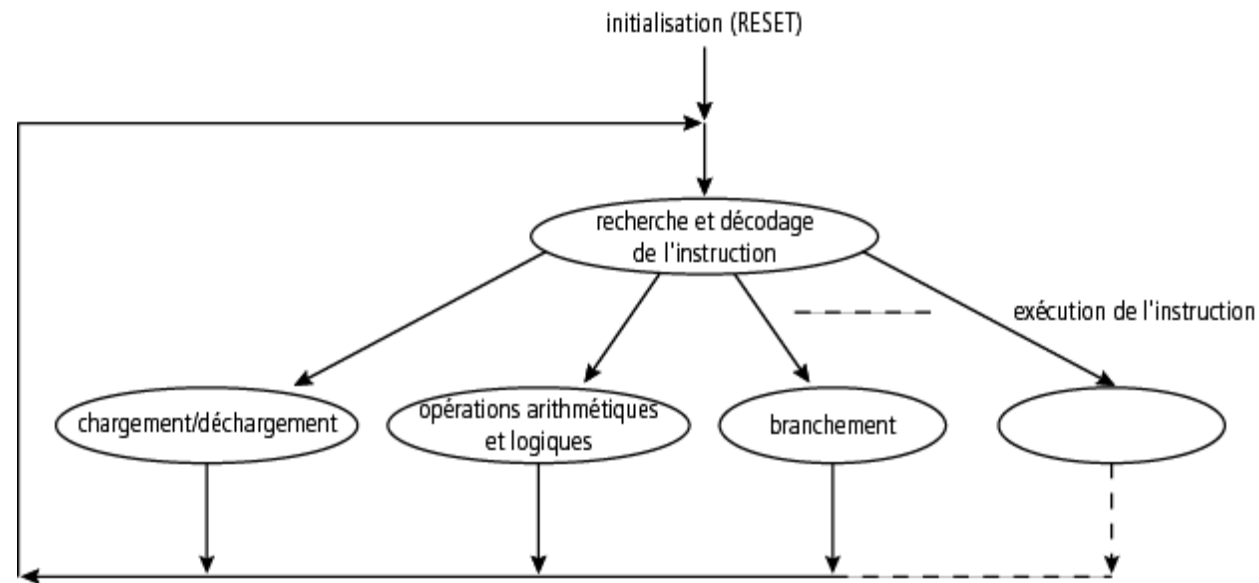 initialisation (RESET)
recherche et décodage
de l'instruction
exécution de l'instruction
chargement/déchargement
opérations arithmétiques
et logiques
branchement